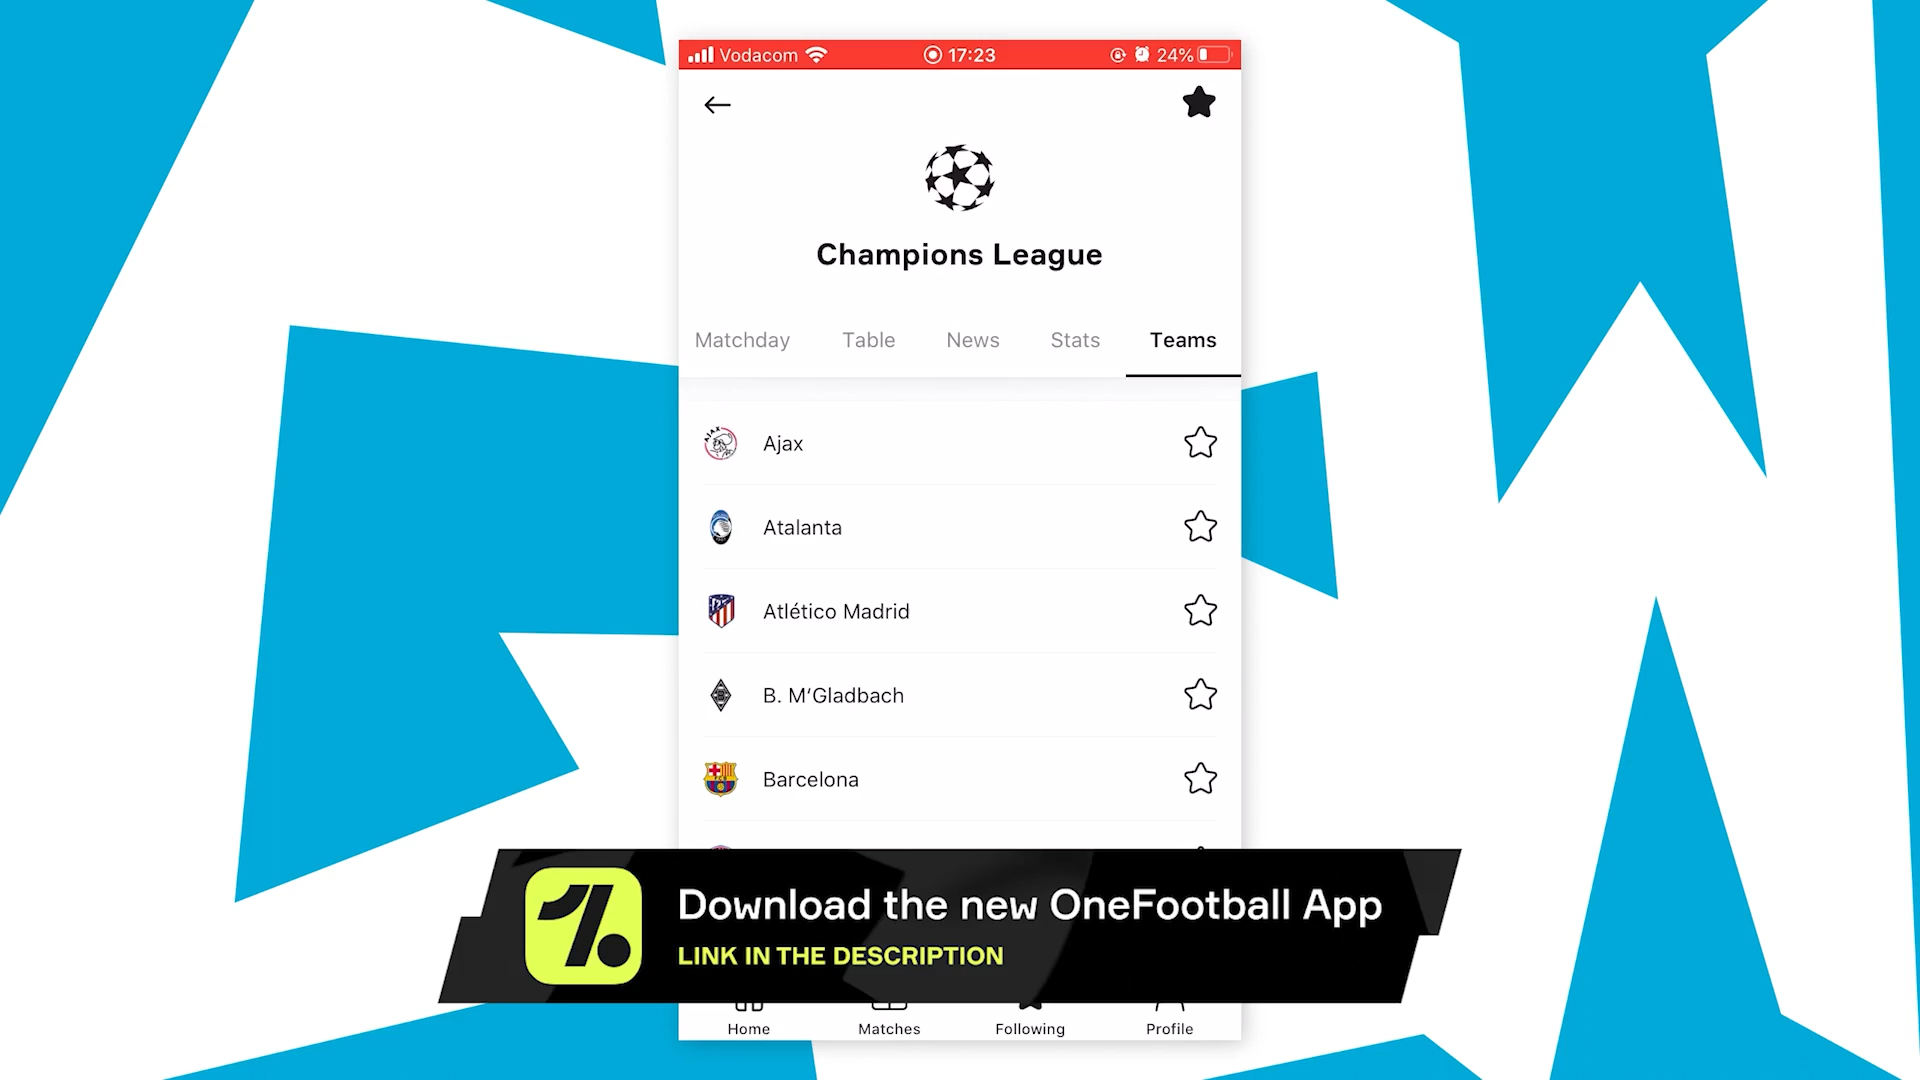 Vodacom 17:23 24%
Champions League
Matchday Table News Stats Teams
Ajax
Atalanta
Atlético Madrid
B. M‘Gladbach
Barcelona
Download the new OneFootball App
LINK IN THE DESCRIPTION
Home Matches Following Profile